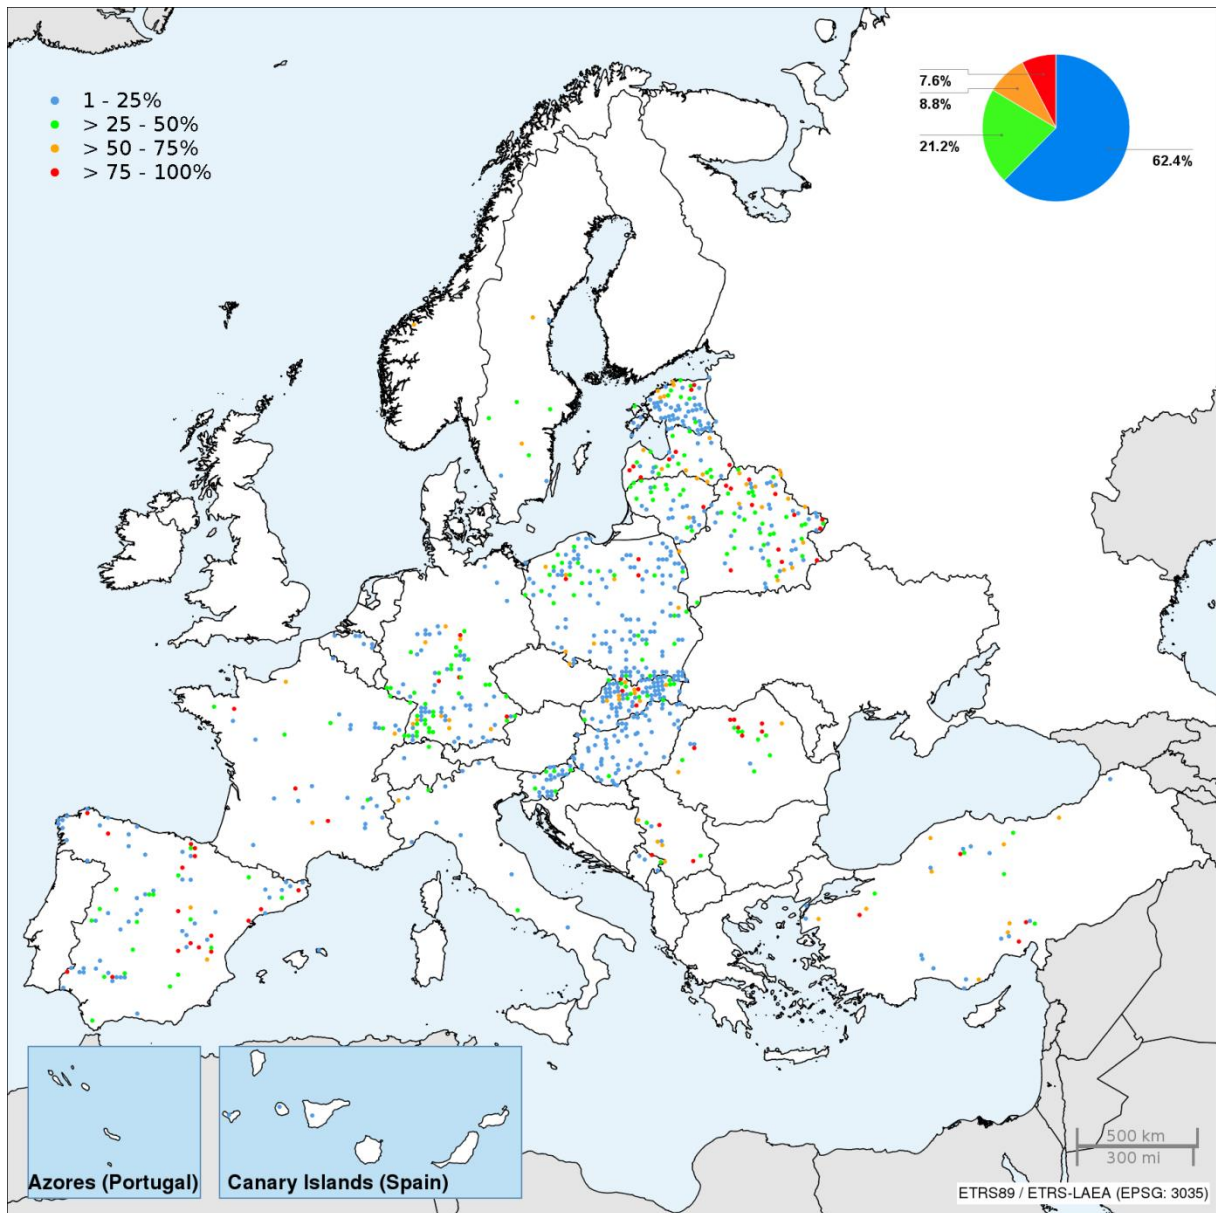 1 - 25%
> 25 - 50%
> 50 - 75%
> 75 - 100%
7.6%
8.8%
21.2%
62.4%
Azores (Portugal)
Canary Islands (Spain)
500 km
300 mi
ETRS89 / ETRS-LAEA (EPSG: 3035)